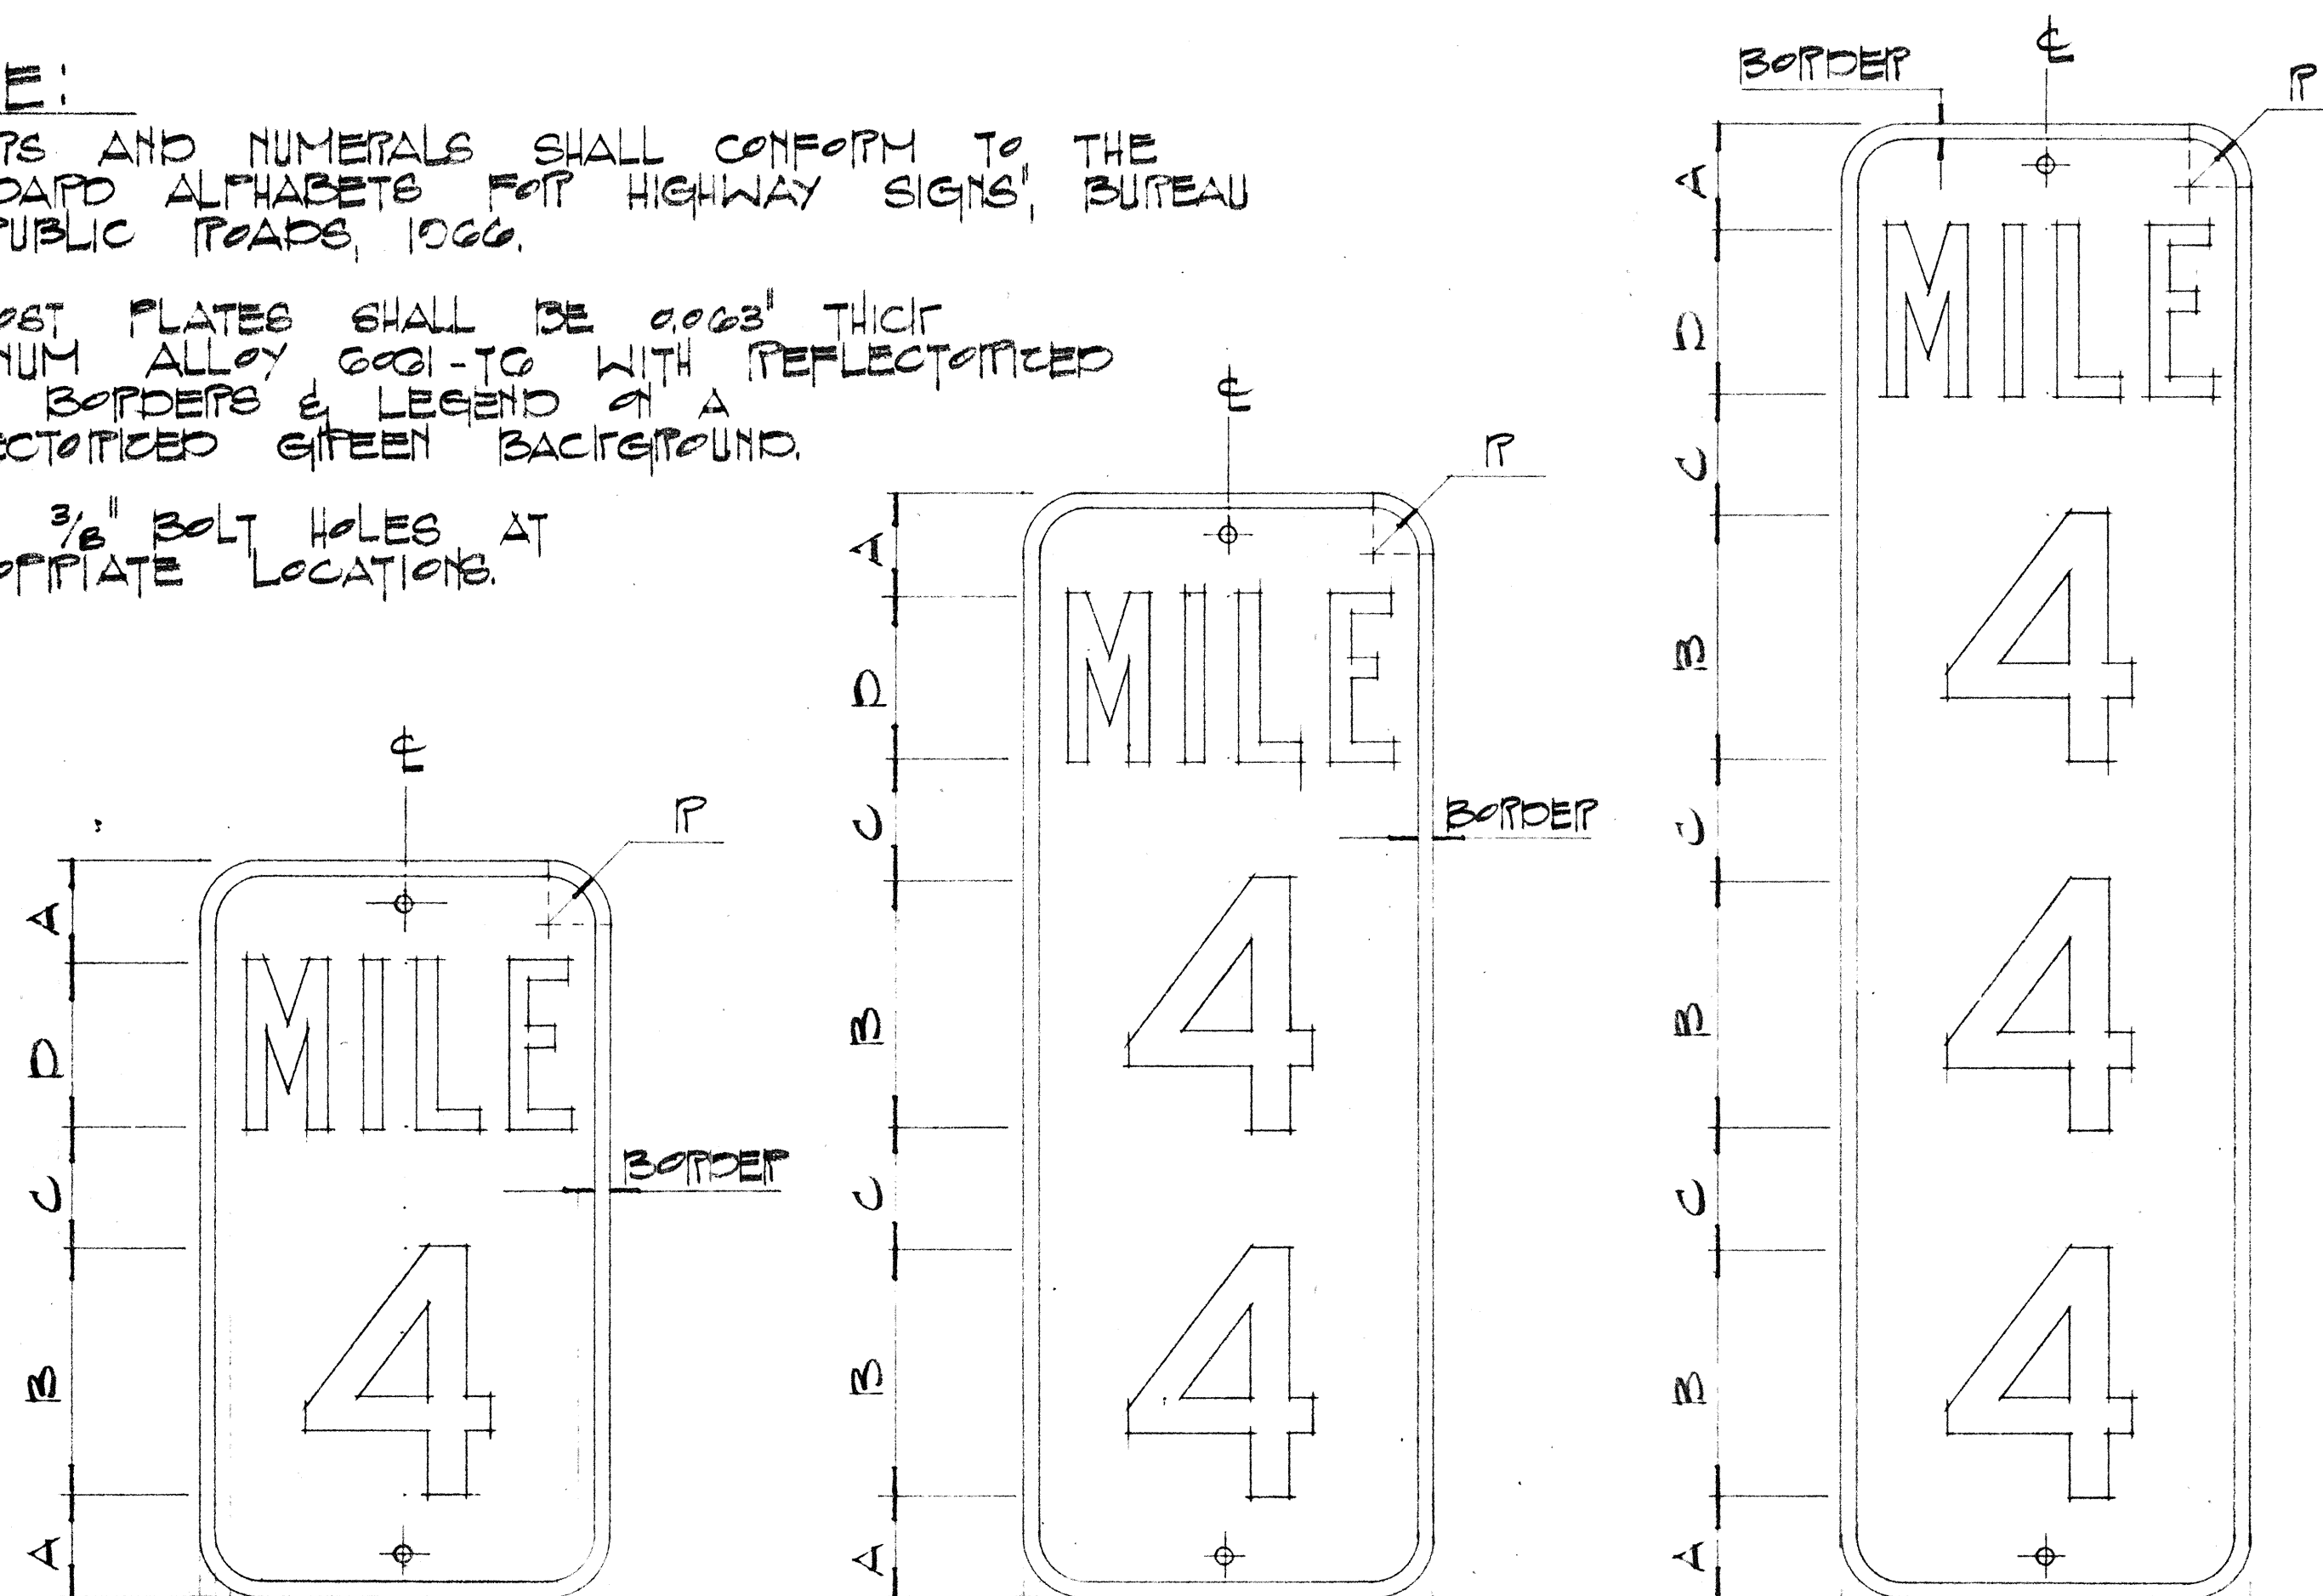 E:
RS AND NUMERALS SHALL CONFORM TO THE
DARD ALPHABETS FOR HIGHWAY SIGNS", BUREAU
PUBLIC ROADS, 1966.
OST PLATES SHALL BE 0.063" THICK
NUM ALLOY 6061-T6 WITH REFLECTORIZED
BORDERS & LEGEND ON A
ECTORIZED GREEN BACKGROUND.
3/8" BOLT HOLES AT
OPRIATE LOCATIONS.
℄
R
A
D
C
B
A
MILE
4
BORDER
℄
R
A
D
C
B
C
B
A
MILE
4
4
BORDER
BORDER
℄
R
A
D
C
B
C
B
C
B
A
MILE
4
4
4